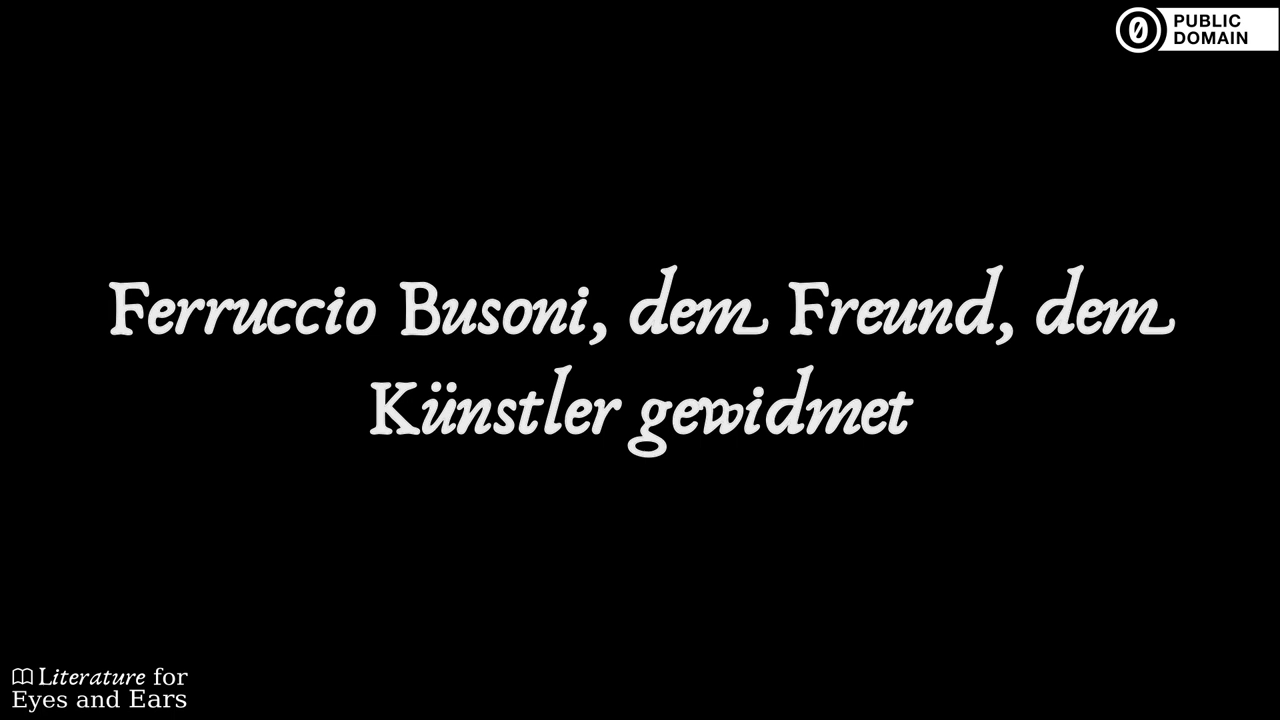 PUBLIC
DOMAIN
Ferruccio Busoni, dem Freund, dem
Künstler gewidmet
Literature for
Eyes and Ears